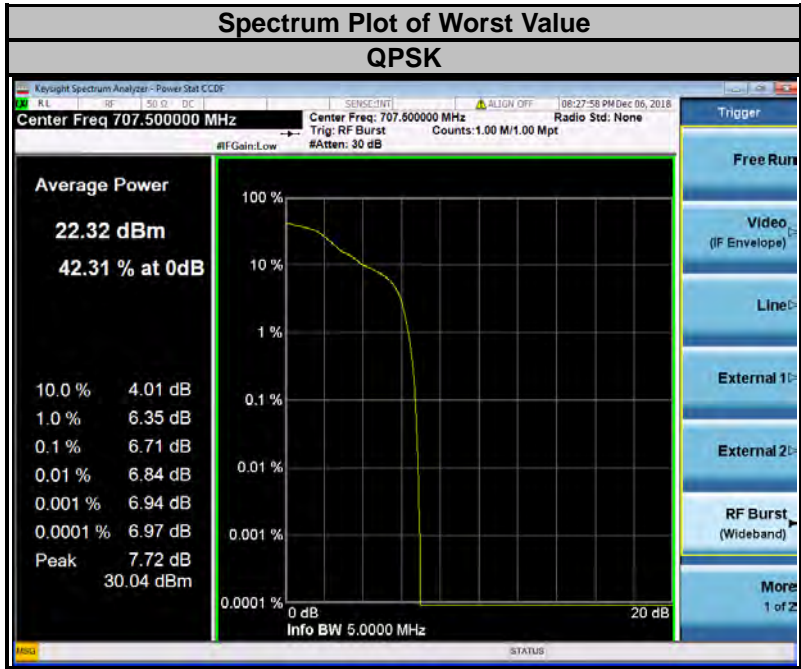 Spectrum Plot of Worst Value
QPSK
Keysight Spectrum Analyzer - Power Stat CCDF
RL RF 50 Ω DC SENSE:INT ALIGN OFF 08:27:58 PM Dec 06, 2018
Center Freq 707.500000 MHz
Center Freq: 707.500000 MHz Radio Std: None
Trig: RF Burst Counts:1.00 M/1.00 Mpt
#IFGain:Low #Atten: 30 dB
Average Power
22.32 dBm
42.31 % at 0dB
10.0 % 4.01 dB
1.0 % 6.35 dB
0.1 % 6.71 dB
0.01 % 6.84 dB
0.001 % 6.94 dB
0.0001 % 6.97 dB
Peak 7.72 dB
30.04 dBm
100 %
10 %
1 %
0.1 %
0.01 %
0.001 %
0.0001 %
0 dB 20 dB
Info BW 5.0000 MHz
Trigger
Free Run
Video
(IF Envelope)
Line
External 1
External 2
RF Burst
(Wideband)
More
1 of 2
MSG STATUS